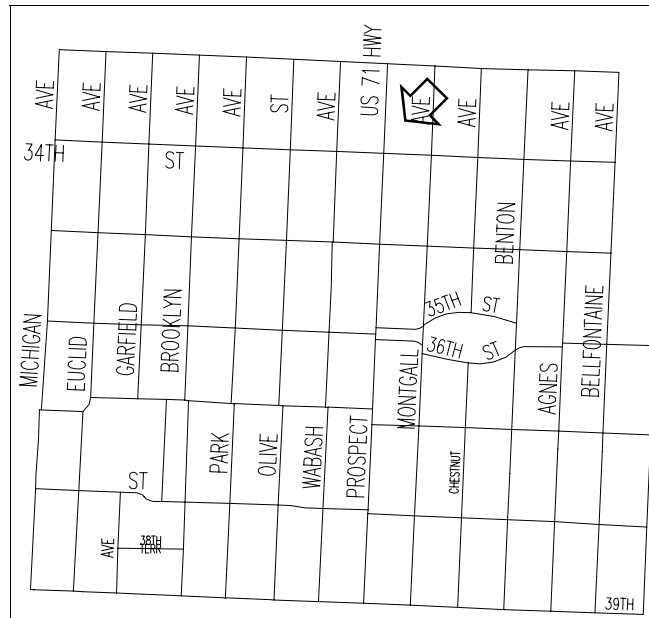 US 71 HWY
AVE
AVE
AVE
AVE
AVE
ST
AVE
AVE
AVE
AVE
AVE
34TH
ST
BENTON
35TH ST
36TH ST
MICHIGAN
EUCLID
GARFIELD
BROOKLYN
MONTGALL
AGNES
BELLFONTAINE
PARK
OLIVE
WABASH
PROSPECT
CHESTNUT
ST
AVE
38TH
TERR
39TH